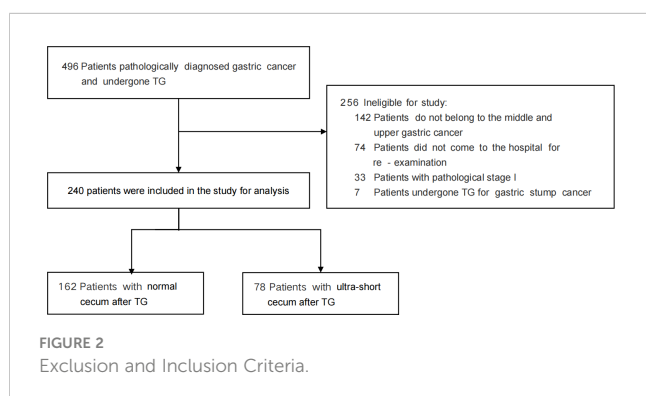 496 Patients pathologically diagnosed gastric cancer
and undergone TG
256 Ineligible for study:
142 Patients do not belong to the middle and
upper gastric cancer
74 Patients did not come to the hospital for
re - examination
33 Patients with pathological stage I
7 Patients undergone TG for gastric stump cancer
240 patients were included in the study for analysis
162 Patients with normal
cecum after TG
78 Patients with ultra-short
cecum after TG
FIGURE 2
Exclusion and Inclusion Criteria.